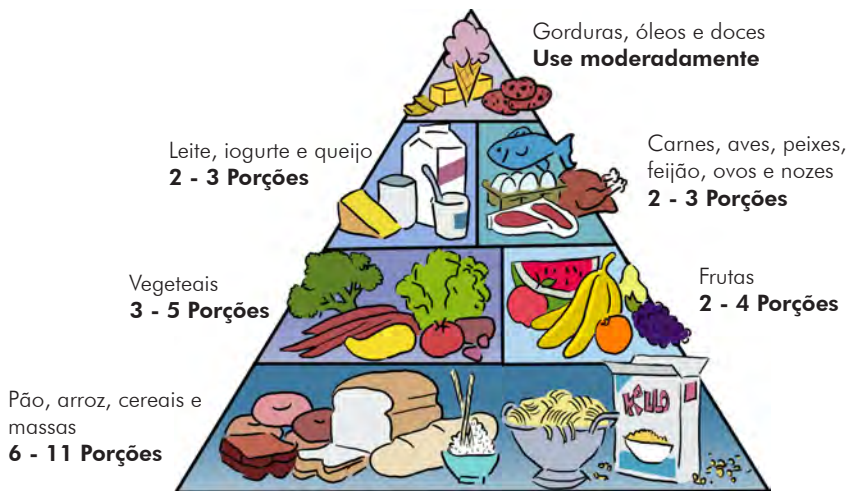 Gorduras, óleos e doces
Use moderadamente
Leite, iogurte e queijo
2 - 3 Porções
Carnes, aves, peixes,
feijão, ovos e nozes
2 - 3 Porções
Vegeteais
3 - 5 Porções
Frutas
2 - 4 Porções
Pão, arroz, cereais e
massas
6 - 11 Porções